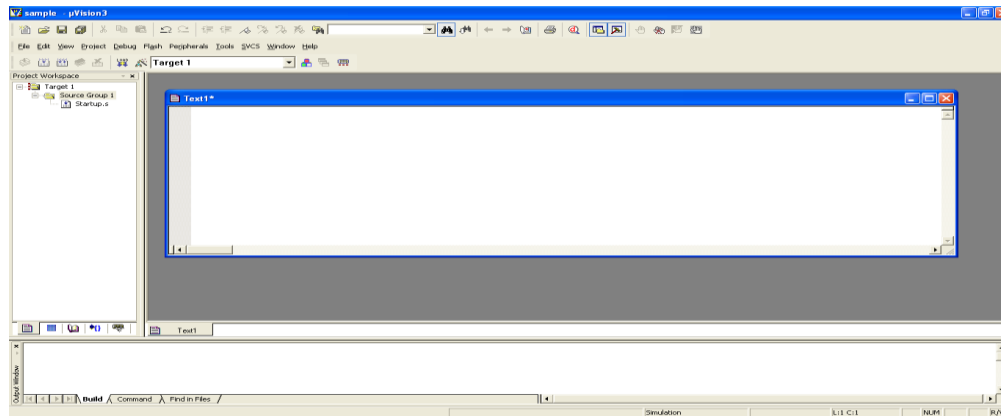 sample - µVision3
File Edit View Project Debug Flash Peripherals Tools SVCS Window Help
Target 1
Project Workspace
Target 1
Source Group 1
Startup.s
Text1*
Text1
Output Window
Build Command Find in Files
Simulation L:1 C:1 NUM R/